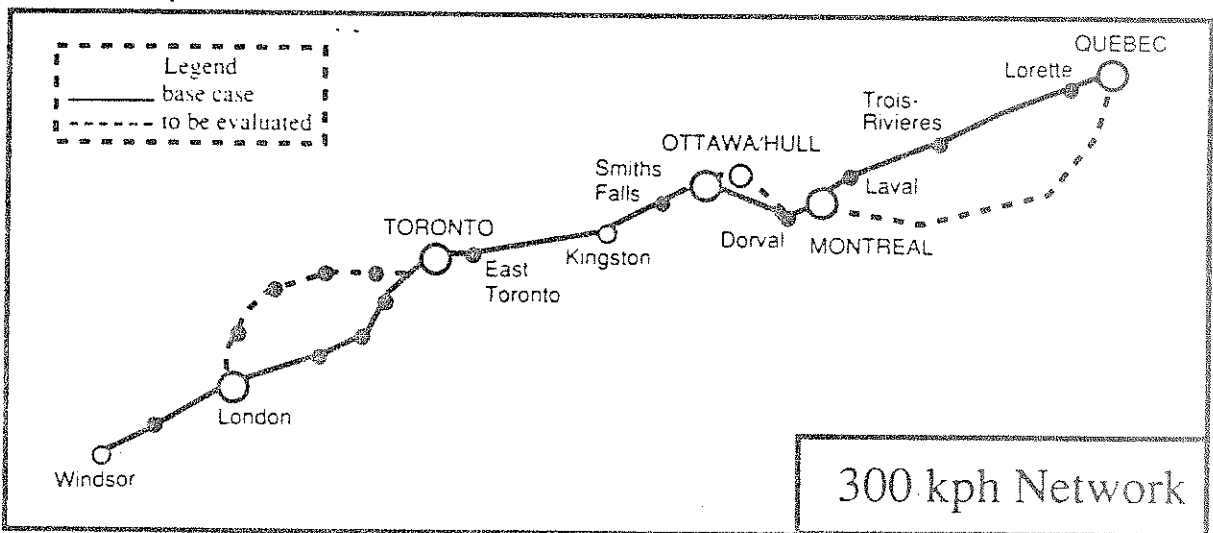 Legend
base case
to be evaluated
QUEBEC
Lorette
Trois-
Rivieres
OTTAWA'HULL
Smiths
Falls
Laval
TORONTO
Dorval
MONTREAL
East
Toronto
Kingston
London
Windsor
300 kph Network